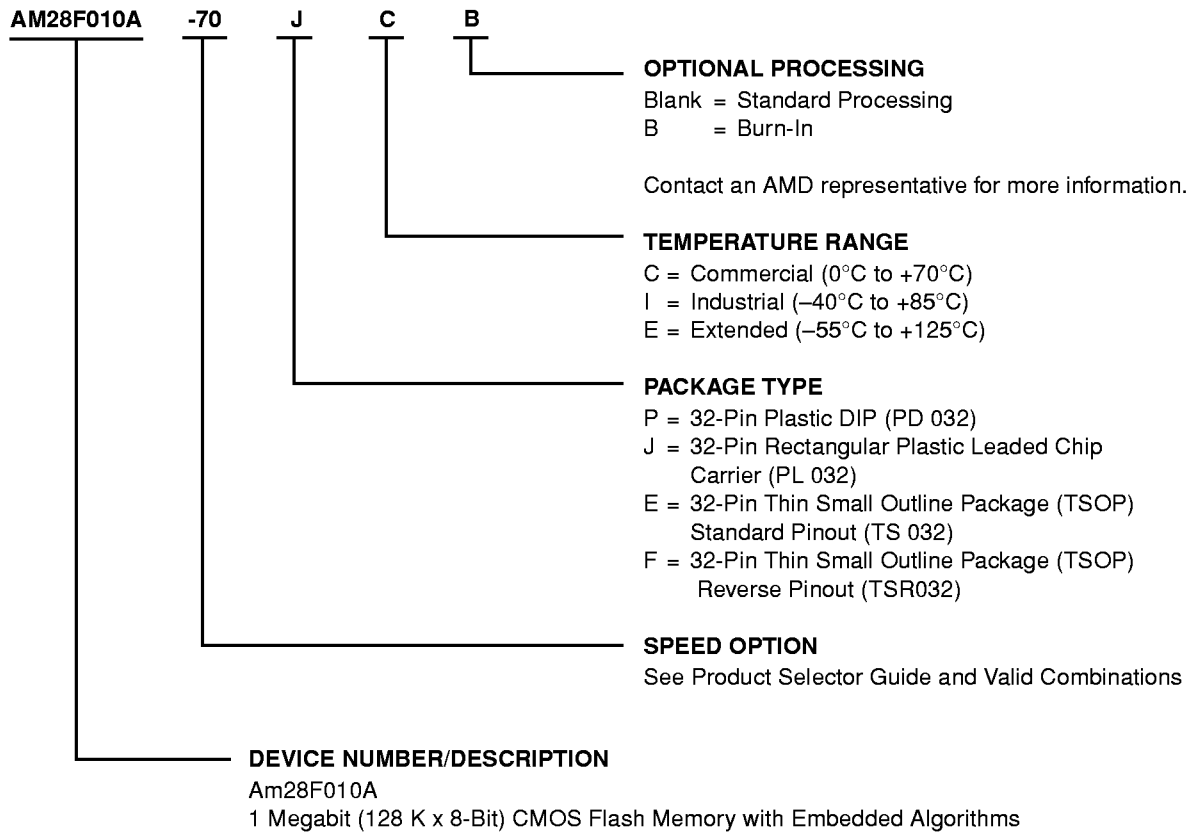 AM28F010A -70 J C B
OPTIONAL PROCESSING
Blank = Standard Processing
B = Burn-In
Contact an AMD representative for more information.
TEMPERATURE RANGE
C = Commercial (0°C to +70°C)
I = Industrial (–40°C to +85°C)
E = Extended (–55°C to +125°C)
PACKAGE TYPE
P = 32-Pin Plastic DIP (PD 032)
J = 32-Pin Rectangular Plastic Leaded Chip
Carrier (PL 032)
E = 32-Pin Thin Small Outline Package (TSOP)
Standard Pinout (TS 032)
F = 32-Pin Thin Small Outline Package (TSOP)
Reverse Pinout (TSR032)
SPEED OPTION
See Product Selector Guide and Valid Combinations
DEVICE NUMBER/DESCRIPTION
Am28F010A
1 Megabit (128 K x 8-Bit) CMOS Flash Memory with Embedded Algorithms